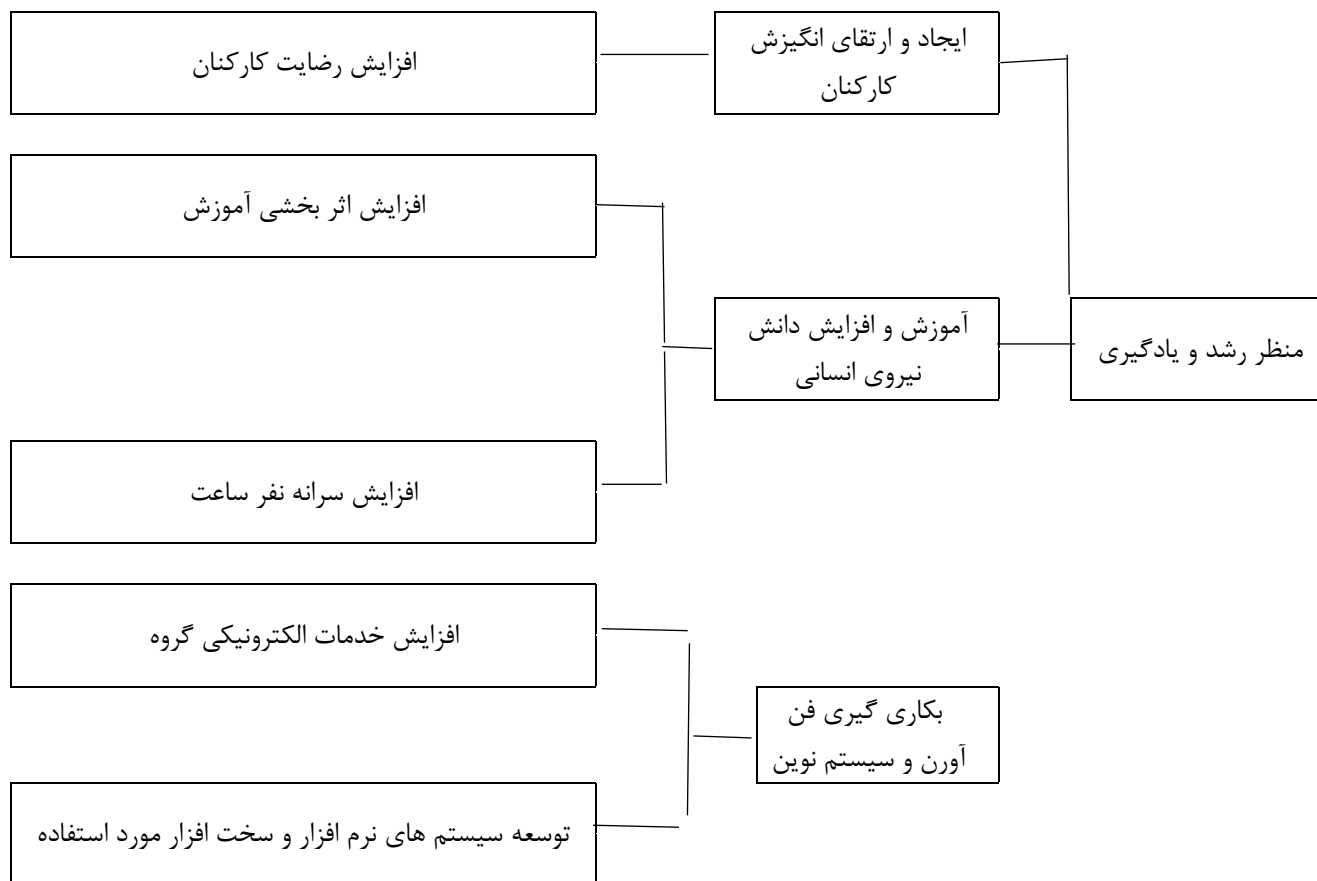 ایجاد و ارتقای انگیزش
کارکنان
افزایش رضایت کارکنان
افزایش اثر بخشی آموزش
منظر رشد و یادگیری
آموزش و افزایش دانش
نیروی انسانی
افزایش سرانه نفر ساعت
افزایش خدمات الکترونیکی گروه
بکاری گیری فن
آورن و سیستم نوین
توسعه سیستم های نرم افزار و سخت افزار مورد استفاده